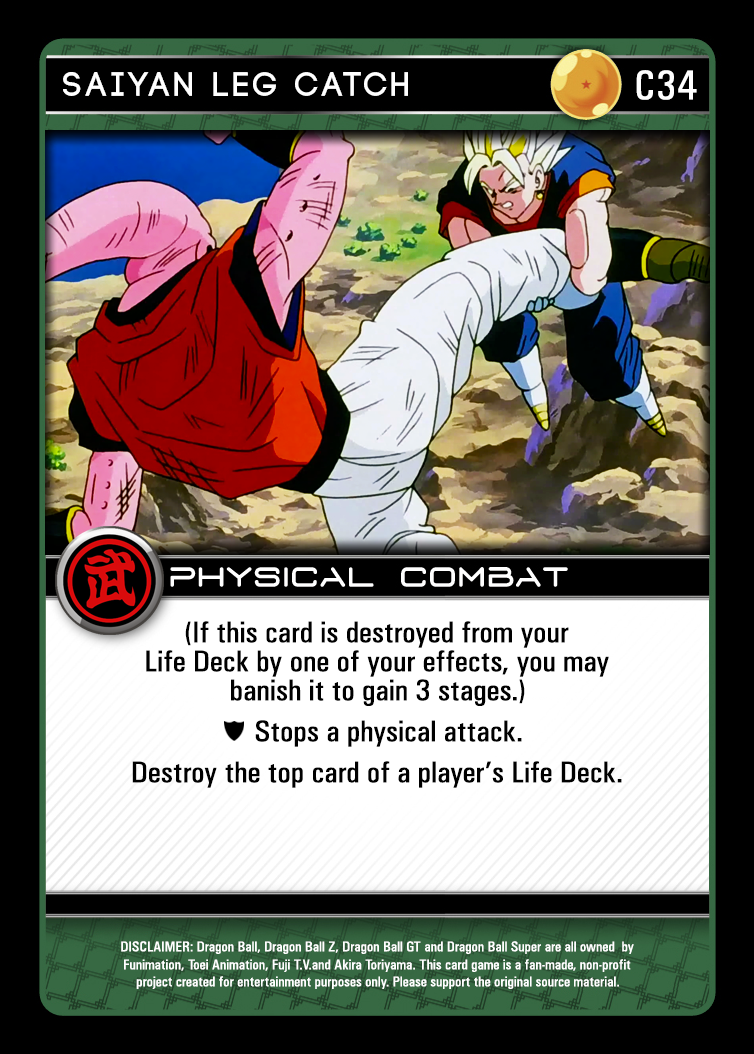 SAIYAN LEG CATCH
C34
武
PHYSICAL COMBAT
(If this card is destroyed from your
Life Deck by one of your effects, you may
banish it to gain 3 stages.)
Stops a physical attack.
Destroy the top card of a player's Life Deck.
DISCLAIMER: Dragon Ball, Dragon Ball Z, Dragon Ball GT and Dragon Ball Super are all owned by
Funimation, Toei Animation, Fuji T.V.and Akira Toriyama. This card game is a fan-made, non-profit
project created for entertainment purposes only. Please support the original source material.